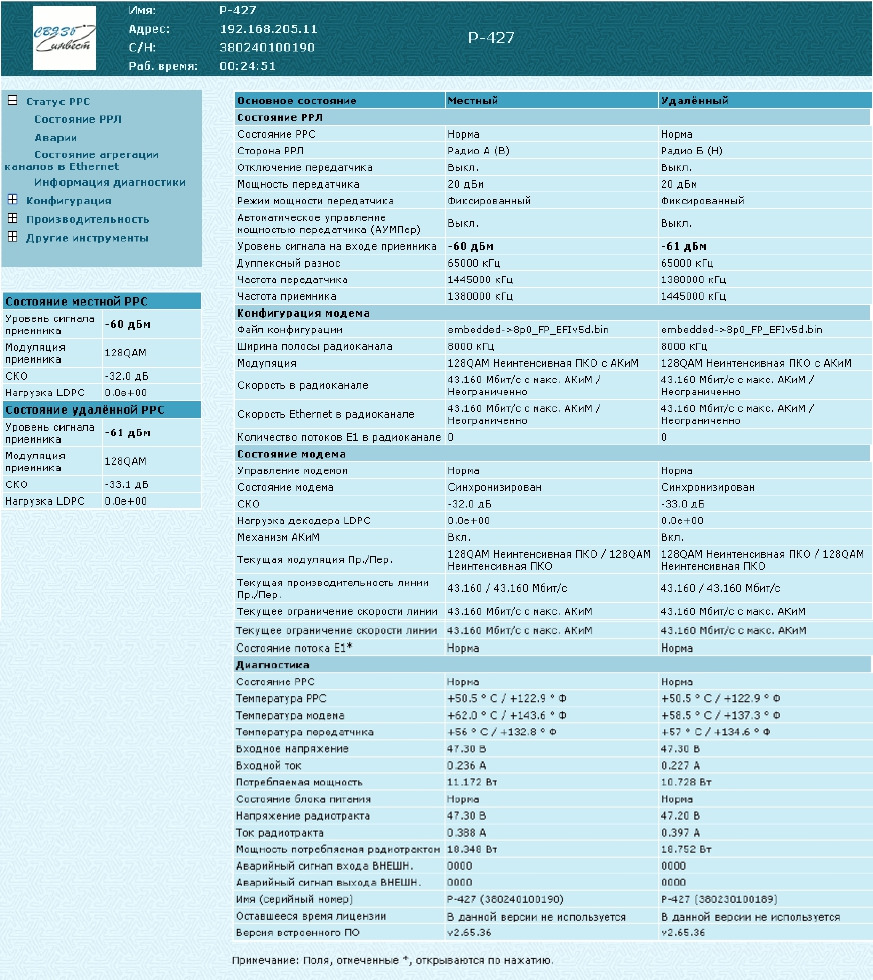 СВЯЗЬ
инвест
Имя: Р-427
Адрес: 192.168.205.11
С/Н: 380240100190
Раб. время: 00:24:51
Р-427
Статус РРС
Состояние РРЛ
Аварии
Состояние агрегации
каналов в Ethernet
Информация диагностики
Конфигурация
Производительность
Другие инструменты
Состояние местной РРС
Уровень сигнала
приемника -60 дБм
Модуляция
приемника 128QAM
СКО -32.0 дБ
Нагрузка LDPC 0.0e+00
Состояние удалённой РРС
Уровень сигнала
приемника -61 дБм
Модуляция
приемника 128QAM
СКО -33.1 дБ
Нагрузка LDPC 0.0e+00
Основное состояние Местный Удалённый
Состояние РРЛ
Состояние РРС Норма Норма
Сторона РРЛ Радио А (В) Радио Б (Н)
Отключение передатчика Выкл. Выкл.
Мощность передатчика 20 дБм 20 дБм
Режим мощности передатчика Фиксированный Фиксированный
Автоматическое управление
мощностью передатчика (АУМПер) Выкл. Выкл.
Уровень сигнала на входе приемника -60 дБм -61 дБм
Дуплексный разнос 65000 кГц 65000 кГц
Частота передатчика 1445000 кГц 1380000 кГц
Частота приемника 1380000 кГц 1445000 кГц
Конфигурация модема
Файл конфигурации embedded->8p0_FP_EFIv5d.bin embedded->8p0_FP_EFIv5d.bin
Ширина полосы радиоканала 8000 кГц 8000 кГц
Модуляция 128QAM Неинтенсивная ПКО с АКиМ 128QAM Неинтенсивная ПКО с АКиМ
Скорость в радиоканале 43.160 Мбит/с с макс. АКиМ / 43.160 Мбит/с с макс. АКиМ /
Неограниченно Неограниченно
Скорость Ethernet в радиоканале 43.160 Мбит/с с макс. АКиМ / 43.160 Мбит/с с макс. АКиМ /
Неограниченно Неограниченно
Количество потоков Е1 в радиоканале 0 0
Состояние модема
Управление модемом Норма Норма
Состояние модема Синхронизирован Синхронизирован
СКО -32.0 дБ -33.0 дБ
Нагрузка декодера LDPC 0.0e+00 0.0e+00
Механизм АКиМ Вкл. Вкл.
Текущая модуляция Пр./Пер. 128QAM Неинтенсивная ПКО / 128QAM 128QAM Неинтенсивная ПКО / 128QAM
Неинтенсивная ПКО Неинтенсивная ПКО
Текущая производительность линии
Пр./Пер. 43.160 / 43.160 Мбит/с 43.160 / 43.160 Мбит/с
Текущее ограничение скорости линии 43.160 Мбит/с с макс. АКиМ 43.160 Мбит/с с макс. АКиМ
Текущее ограничение скорости линии 43.160 Мбит/с с макс. АКиМ 43.160 Мбит/с с макс. АКиМ
Состояние потока Е1* Норма Норма
Диагностика
Состояние РРС Норма Норма
Температура РРС +50.5 ° C / +122.9 ° Ф +50.5 ° C / +122.9 ° Ф
Температура модема +62.0 ° C / +143.6 ° Ф +58.5 ° C / +137.3 ° Ф
Температура передатчика +56 ° C / +132.8 ° Ф +57 ° C / +134.6 ° Ф
Входное напряжение 47.30 В 47.30 В
Входной ток 0.236 А 0.227 А
Потребляемая мощность 11.172 Вт 10.728 Вт
Состояние блока питания Норма Норма
Напряжение радиотракта 47.30 В 47.20 В
Ток радиотракта 0.388 А 0.397 А
Мощность потребляемая радиотрактом 18.348 Вт 18.752 Вт
Аварийный сигнал входа ВНЕШН. 0000 0000
Аварийный сигнал выхода ВНЕШН. 0000 0000
Имя (серийный номер) Р-427 (380240100190) Р-427 (380230100189)
Оставшееся время лицензии В данной версии не используется В данной версии не используется
Версия встроенного ПО v2.65.36 v2.65.36
Примечание: Поля, отмеченные *, открываются по нажатию.